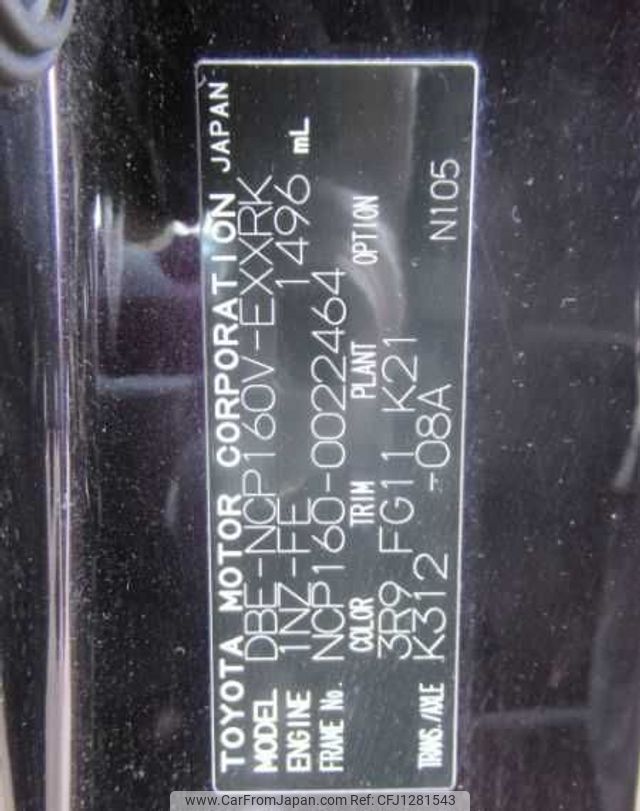 TOYOTA MOTOR CORPORATION JAPAN
MODEL DBE-NCP160V-EXXRK
ENGINE 1NZ-FE 1496 mL
FRAME No. NCP160-0022464
COLOR TRIM PLANT OPTION
3R9 FG11 K21
TRANS./AXLE K312 -08A N105
www.CarFromJapan.com | CFJ1281543